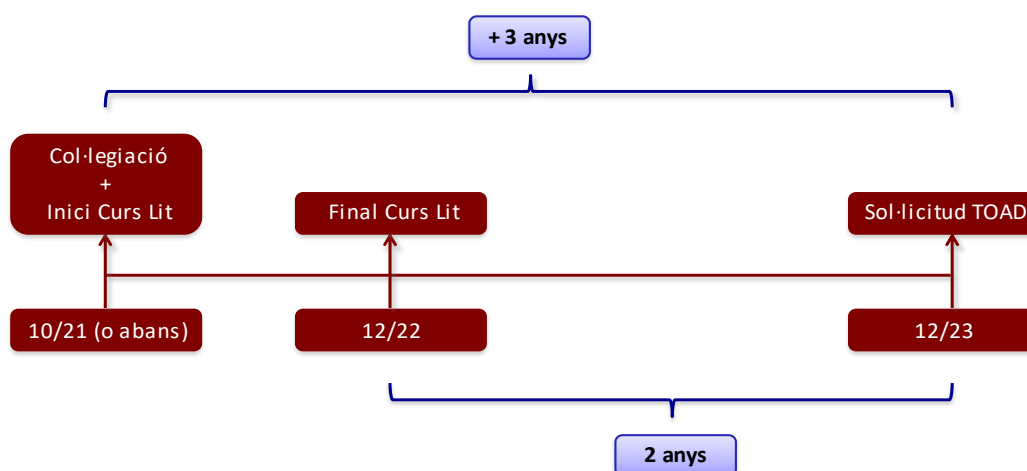 + 3 anys
Col·legiació
+
Inici Curs Lit
Final Curs Lit
Sol·licitud TOAD
10/21 (o abans)
12/22
12/23
2 anys